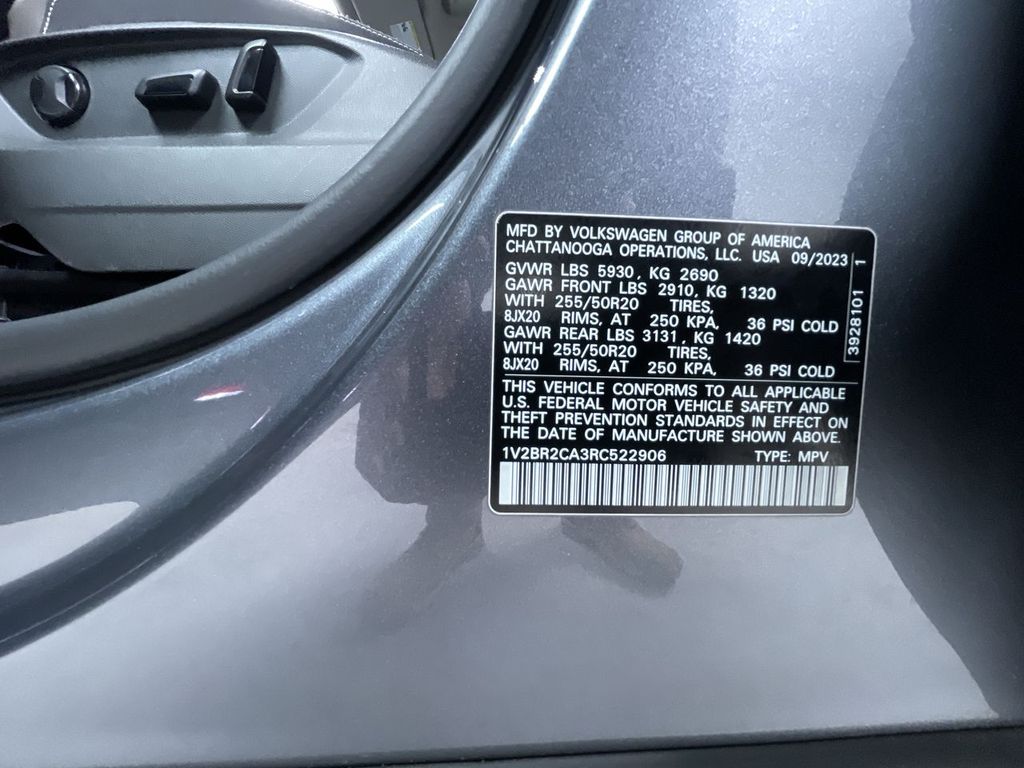 MFD BY VOLKSWAGEN GROUP OF AMERICA
CHATTANOOGA OPERATIONS, LLC. USA 09/2023
GVWR LBS 5930, KG 2690
GAWR FRONT LBS 2910, KG 1320
WITH 255/50R20 TIRES,
8JX20 RIMS, AT 250 KPA, 36 PSI COLD
GAWR REAR LBS 3131, KG 1420
WITH 255/50R20 TIRES,
8JX20 RIMS, AT 250 KPA, 36 PSI COLD
THIS VEHICLE CONFORMS TO ALL APPLICABLE
U.S. FEDERAL MOTOR VEHICLE SAFETY AND
THEFT PREVENTION STANDARDS IN EFFECT ON
THE DATE OF MANUFACTURE SHOWN ABOVE.
1V2BR2CA3RC522906 TYPE: MPV
3928101 1